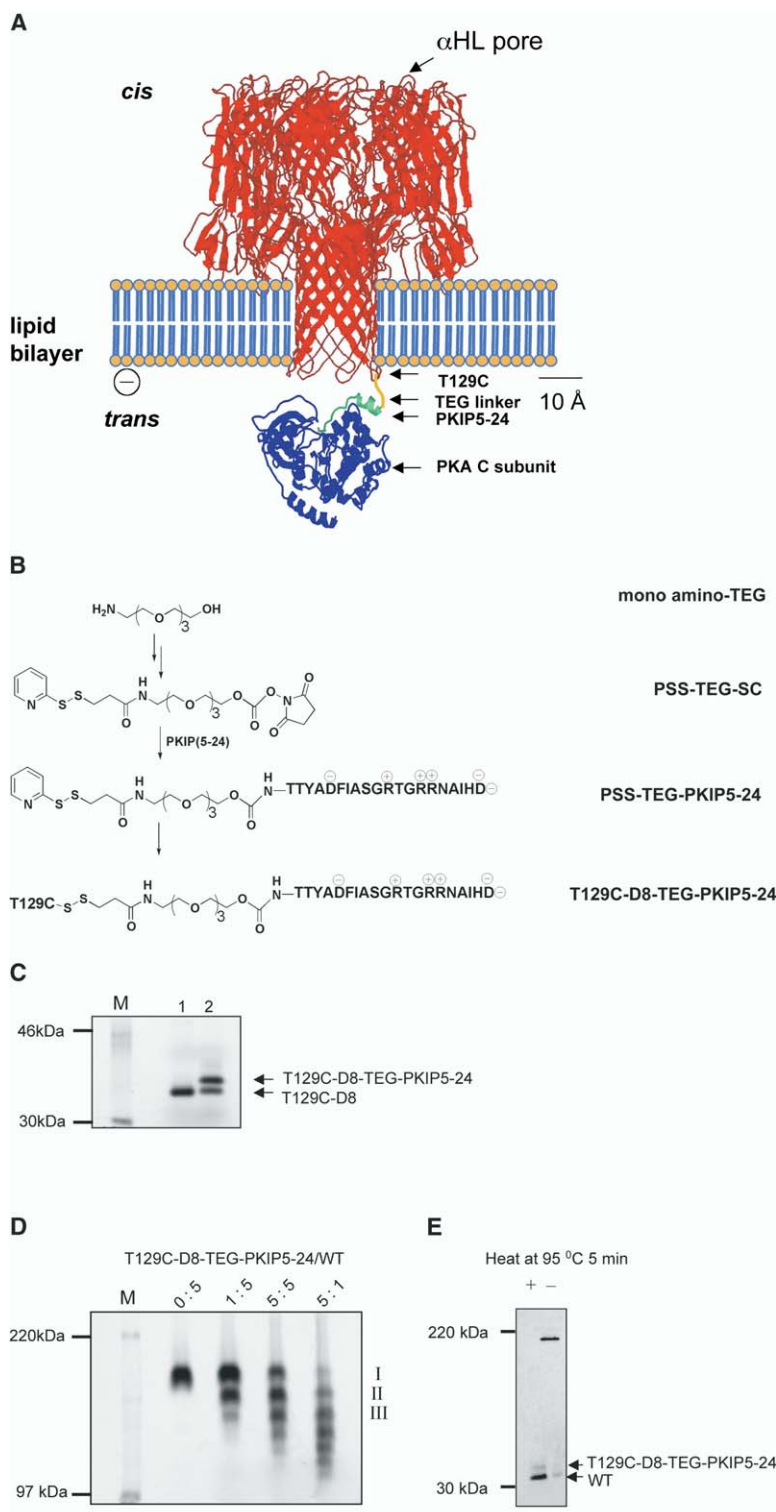 A
αHL pore
cis
lipid
bilayer
−
trans
T129C
TEG linker
PKIP5-24
PKA C subunit
10 Å
B
H2N ( O )3 OH
mono amino-TEG
N S S O N H ( O )3 O O O N O O
PSS-TEG-SC
PKIP(5-24)
N S S O N H ( O )3 O O H N—TTYADFIASGRTGRRNAIHD
PSS-TEG-PKIP5-24
T129C S S O N H ( O )3 O O H N—TTYADFIASGRTGRRNAIHD
T129C-D8-TEG-PKIP5-24
C
M 1 2
46kDa
T129C-D8-TEG-PKIP5-24
T129C-D8
30kDa
D
T129C-D8-TEG-PKIP5-24/WT
M 0:5 1:5 5:5 5:1
220kDa
I
II
III
97 kDa
E
Heat at 95 ⁰C 5 min
+ −
220 kDa
T129C-D8-TEG-PKIP5-24
WT
30 kDa